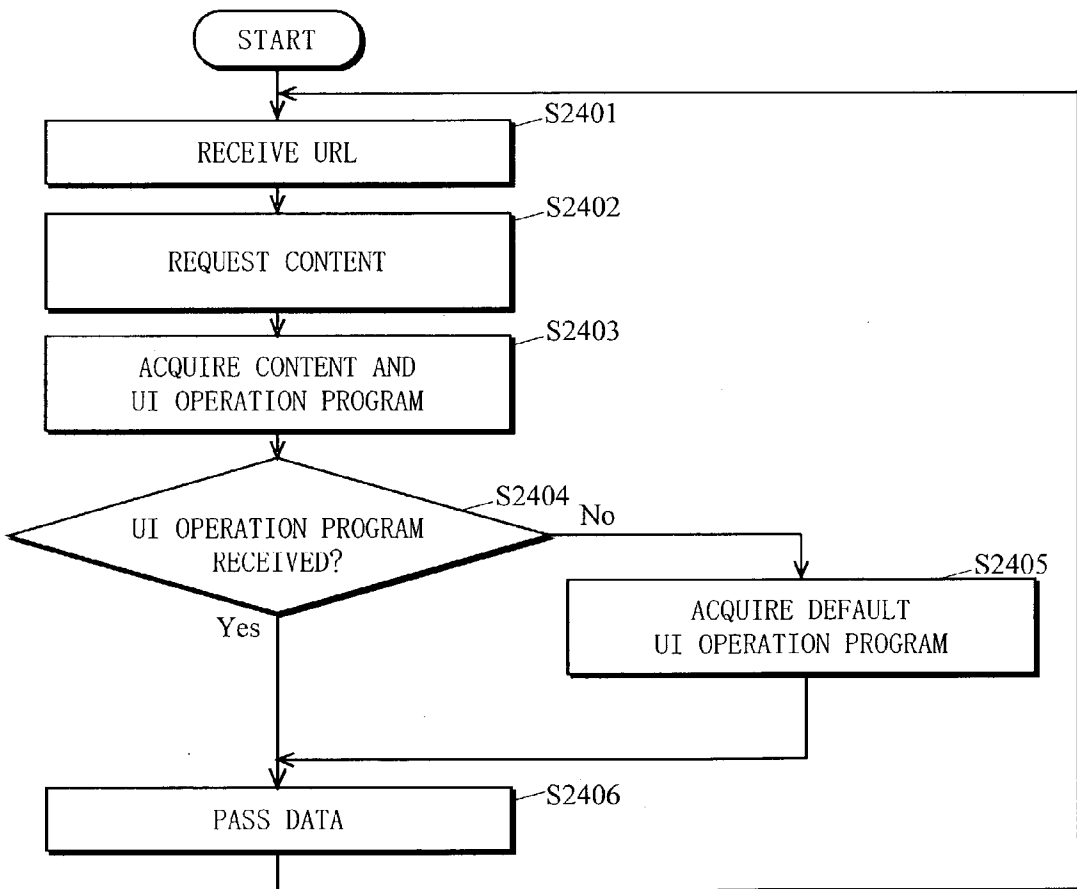 START
S2401
RECEIVE URL
S2402
REQUEST CONTENT
S2403
ACQUIRE CONTENT AND
UI OPERATION PROGRAM
S2404
UI OPERATION PROGRAM
RECEIVED?
No
S2405
ACQUIRE DEFAULT
UI OPERATION PROGRAM
Yes
S2406
PASS DATA